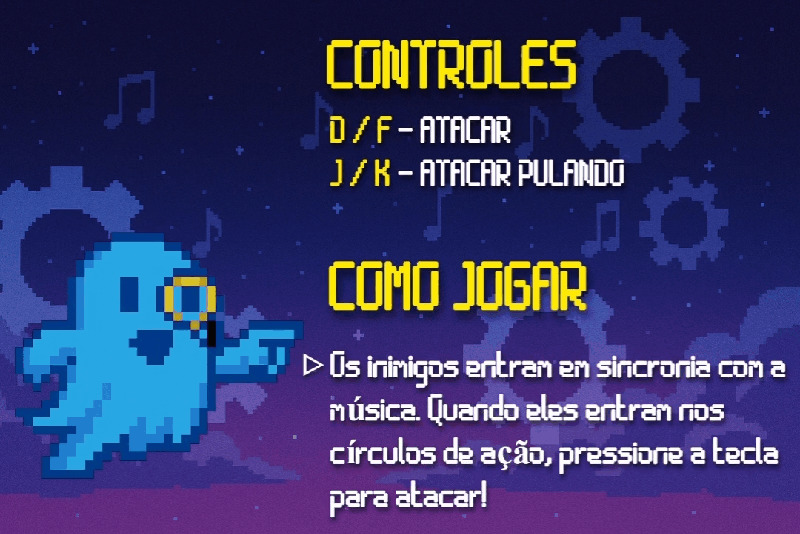 CONTROLES
D / F - ATACAR
J / K - ATACAR PULANDO
COMO JOGAR
Os inimigos entram em sincronia com a
música. Quando eles entram nos
círculos de ação, pressione a tecla
para atacar!